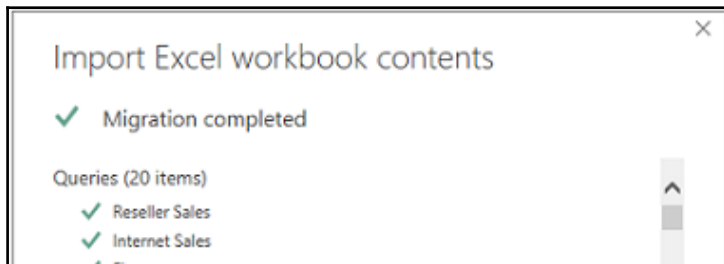 Import Excel workbook contents
Migration completed
Queries (20 items)
Reseller Sales
Internet Sales